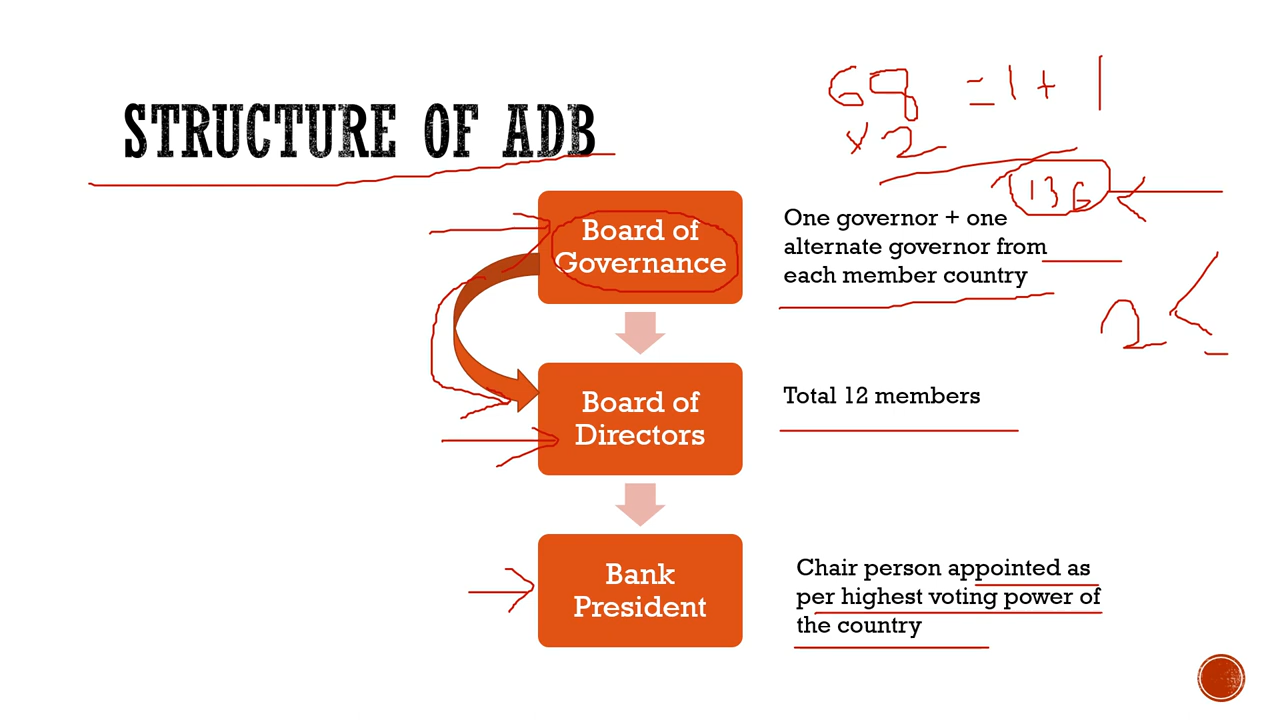 STRUCTURE OF ADB
69 = 1 + 1
x 2
136
Board of
Governance
One governor + one
alternate governor from
each member country
2 <
Board of
Directors
Total 12 members
Bank
President
Chair person appointed as
per highest voting power of
the country